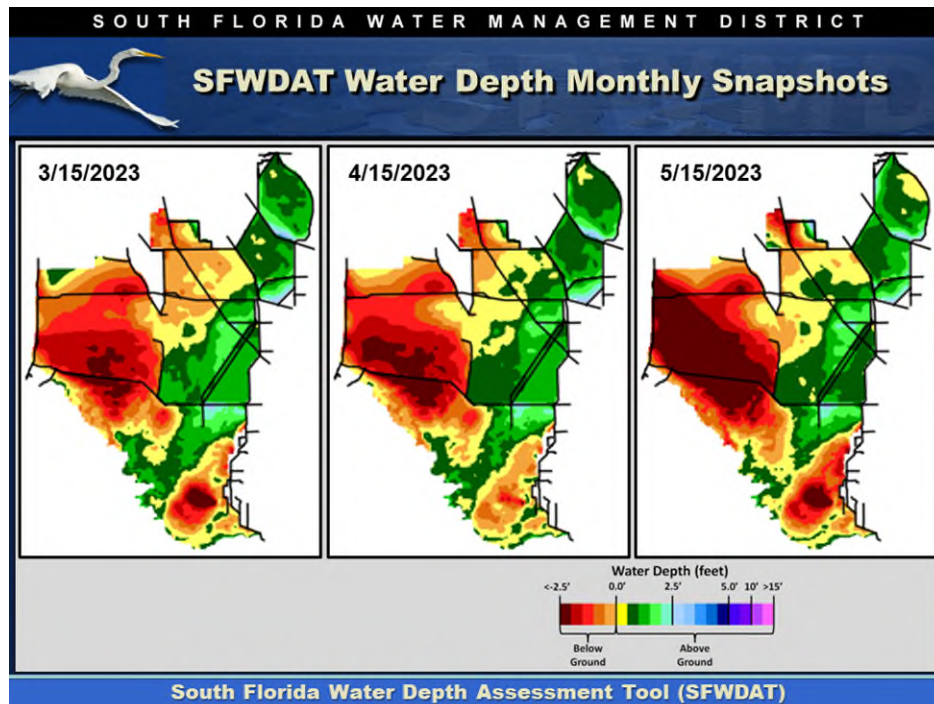 SOUTH FLORIDA WATER MANAGEMENT DISTRICT
SFWDAT Water Depth Monthly Snapshots
3/15/2023
4/15/2023
5/15/2023
Water Depth (feet)
<-2.5' 0.0' 2.5' 5.0' 10' >15'
Below Ground
Above Ground
South Florida Water Depth Assessment Tool (SFWDAT)